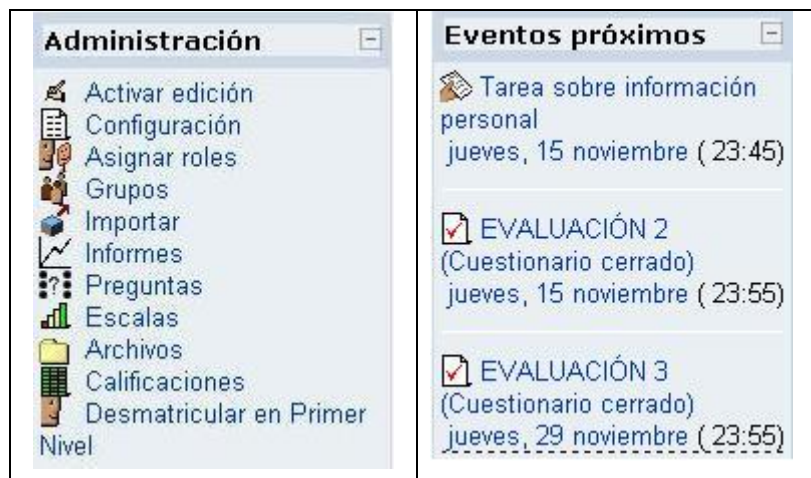 Administración
Activar edición
Configuración
Asignar roles
Grupos
Importar
Informes
Preguntas
Escalas
Archivos
Calificaciones
Desmatricular en Primer
Nivel
Eventos próximos
Tarea sobre información
personal
jueves, 15 noviembre ( 23:45)
EVALUACIÓN 2
(Cuestionario cerrado)
jueves, 15 noviembre ( 23:55)
EVALUACIÓN 3
(Cuestionario cerrado)
jueves, 29 noviembre ( 23:55)